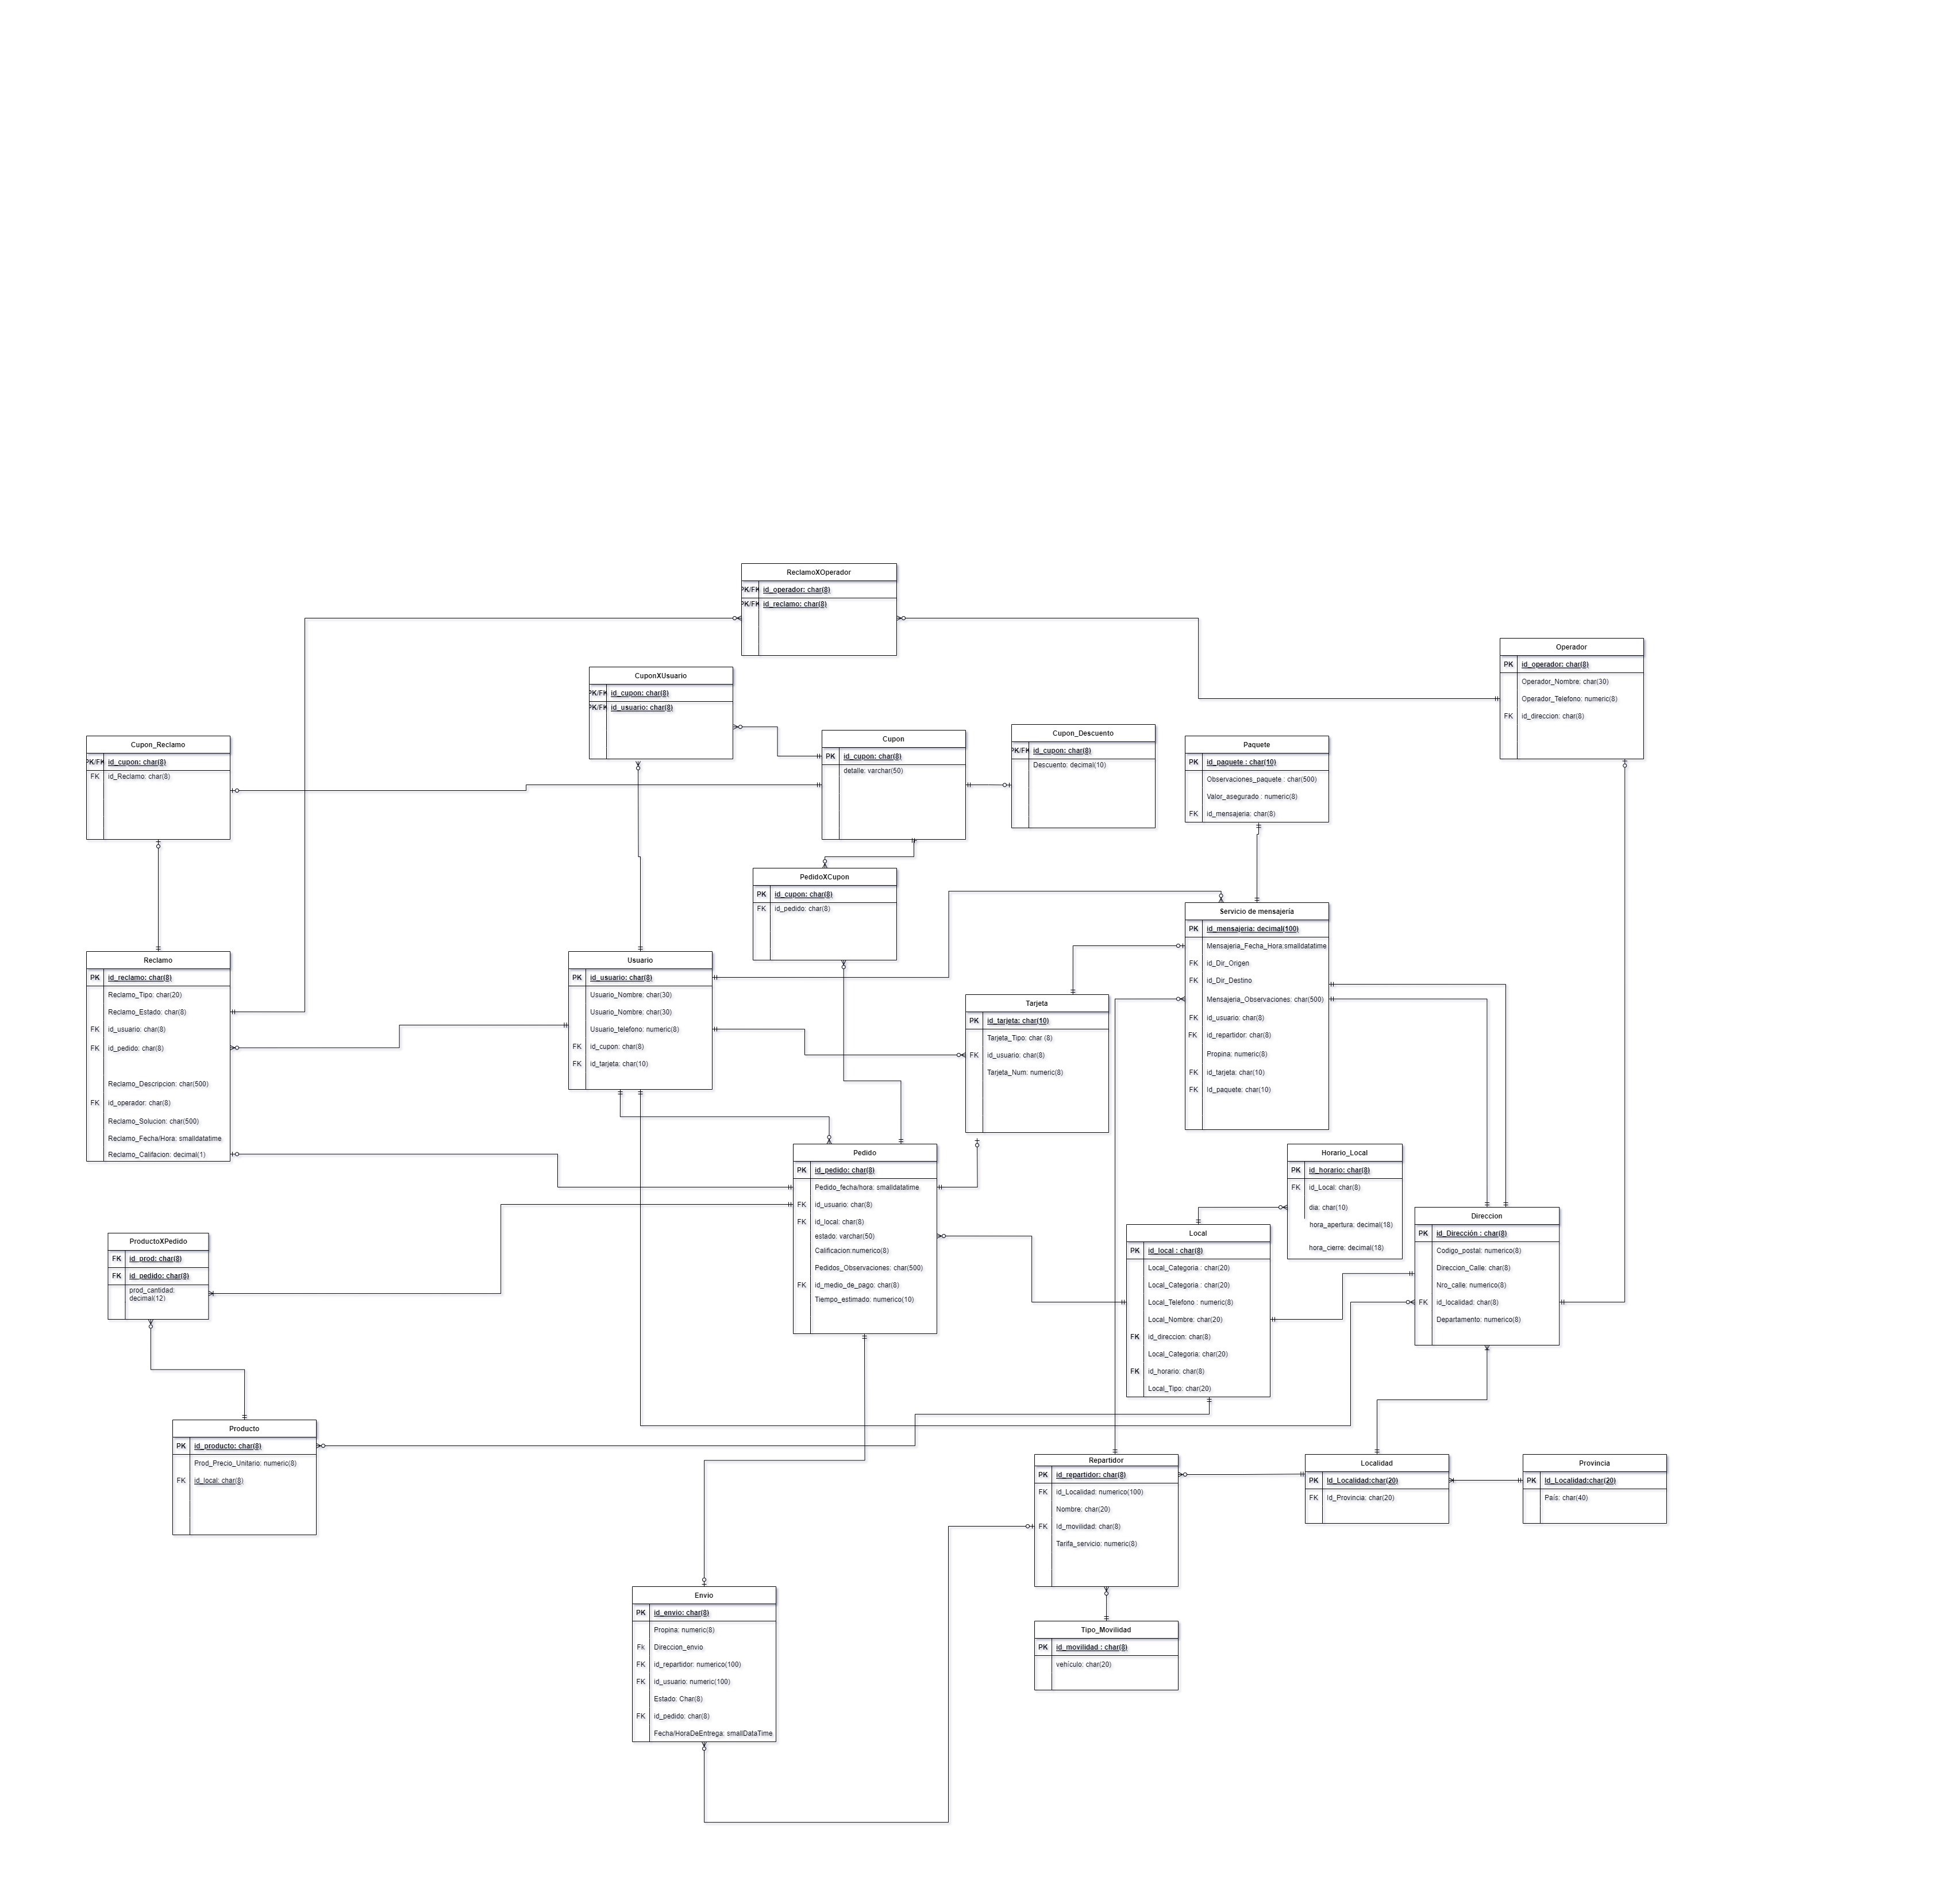 ReclamoXOperador
PK/FK id_operador: char(8)
PK/FK id_reclamo: char(8)
Operador
PK id_operador: char(8)
Operador_Nombre: char(30)
Operador_Telefono: numeric(8)
FK id_direccion: char(8)
CuponXUsuario
PK/FK id_cupon: char(8)
PK/FK id_usuario: char(8)
Cupon_Reclamo
PK/FK id_cupon: char(8)
FK id_Reclamo: char(8)
Cupon
PK id_cupon: char(8)
detalle: varchar(50)
Cupon_Descuento
PK/FK id_cupon: char(8)
Descuento: decimal(10)
Paquete
PK id_paquete : char(10)
Observaciones_paquete : char(500)
Valor_asegurado : numeric(8)
FK id_mensajeria: char(8)
PedidoXCupon
PK id_cupon: char(8)
FK id_pedido: char(8)
Servicio de mensajería
PK id_mensajeria: decimal(100)
Mensajeria_Fecha_Hora:smalldatatime
FK id_Dir_Origen
FK id_Dir_Destino
Mensajeria_Observaciones: char(500)
FK id_usuario: char(8)
FK id_repartidor: char(8)
Propina: numeric(8)
FK id_tarjeta: char(10)
FK Id_paquete: char(10)
Reclamo
PK id_reclamo: char(8)
Reclamo_Tipo: char(20)
Reclamo_Estado: char(8)
FK id_usuario: char(8)
FK id_pedido: char(8)
Reclamo_Descripcion: char(500)
FK id_operador: char(8)
Reclamo_Solucion: char(500)
Reclamo_Fecha/Hora: smalldatatime
Reclamo_Califacion: decimal(1)
Usuario
PK id_usuario: char(8)
Usuario_Nombre: char(30)
Usuario_Nombre: char(30)
Usuario_telefono: numeric(8)
FK id_cupon: char(8)
FK id_tarjeta: char(10)
Tarjeta
PK id_tarjeta: char(10)
Tarjeta_Tipo: char (8)
FK id_usuario: char(8)
Tarjeta_Num: numeric(8)
Pedido
PK id_pedido: char(8)
Pedido_fecha/hora: smalldatatime
FK id_usuario: char(8)
FK id_local: char(8)
estado: varchar(50)
Calificacion:numeric(8)
Pedidos_Observaciones: char(500)
FK id_medio_de_pago: char(8)
Tiempo_estimado: numerico(10)
Horario_Local
PK id_horario: char(8)
FK id_Local: char(8)
dia: char(10)
hora_apertura: decimal(18)
hora_cierre: decimal(18)
Local
PK id_local : char(8)
Local_Categoria : char(20)
Local_Categoria : char(20)
Local_Telefono : numeric(8)
Local_Nombre: char(20)
FK id_direccion: char(8)
Local_Categoria: char(20)
FK id_horario: char(8)
Local_Tipo: char(20)
Direccion
PK id_Dirección : char(8)
Codigo_postal: numerico(8)
Direccion_Calle: char(8)
Nro_calle: numerico(8)
FK id_localidad: char(8)
Departamento: numerico(8)
ProductoXPedido
FK id_prod: char(8)
FK id_pedido: char(8)
prod_cantidad:
decimal(12)
Producto
PK id_producto: char(8)
Prod_Precio_Unitario: numeric(8)
FK id_local: char(8)
Repartidor
PK id_repartidor: char(8)
FK id_Localidad: numerico(100)
Nombre: char(20)
FK Id_movilidad: char(8)
Tarifa_servicio: numeric(8)
Localidad
PK Id_Localidad:char(20)
FK Id_Provincia: char(20)
Provincia
PK Id_Localidad:char(20)
País: char(40)
Envio
PK id_envio: char(8)
Propina: numeric(8)
Fk Direccion_envio
FK id_repartidor: numerico(100)
FK id_usuario: numeric(100)
Estado: Char(8)
FK id_pedido: char(8)
Fecha/HoraDeEntrega: smallDataTime
Tipo_Movilidad
PK id_movilidad : char(8)
vehículo: char(20)